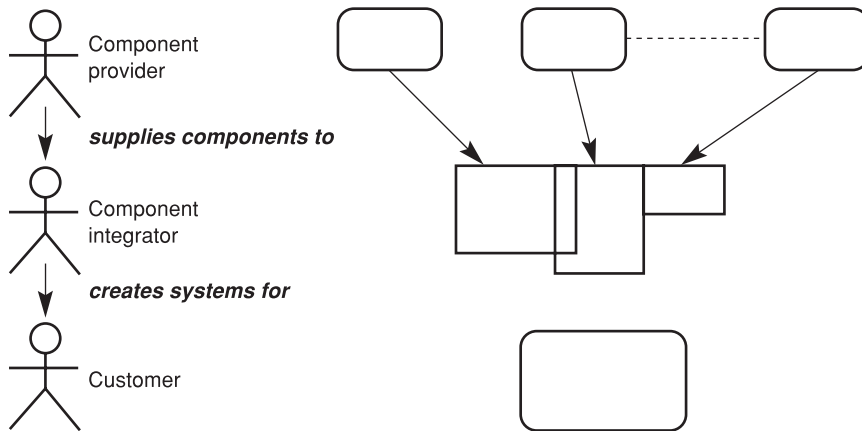 Component
provider
supplies components to
Component
integrator
creates systems for
Customer